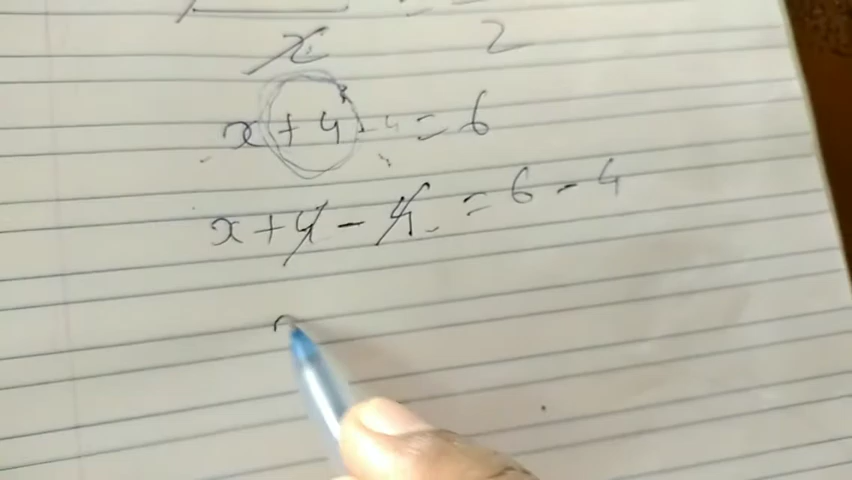 x 2
x + 4 - 4 = 6
x + 4 - 4 = 6 - 4